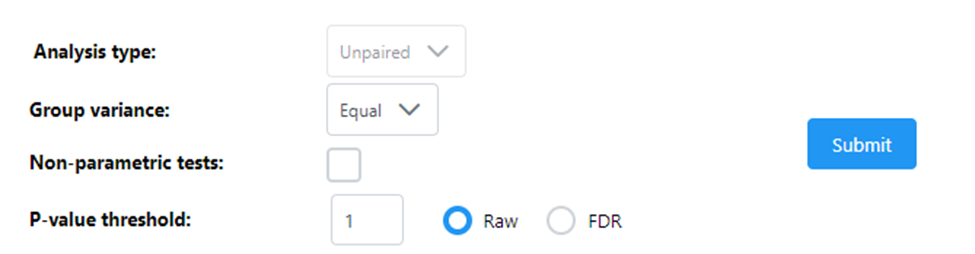 Analysis type: Unpaired
Group variance: Equal
Submit
Non-parametric tests:
P-value threshold: 1 Raw FDR